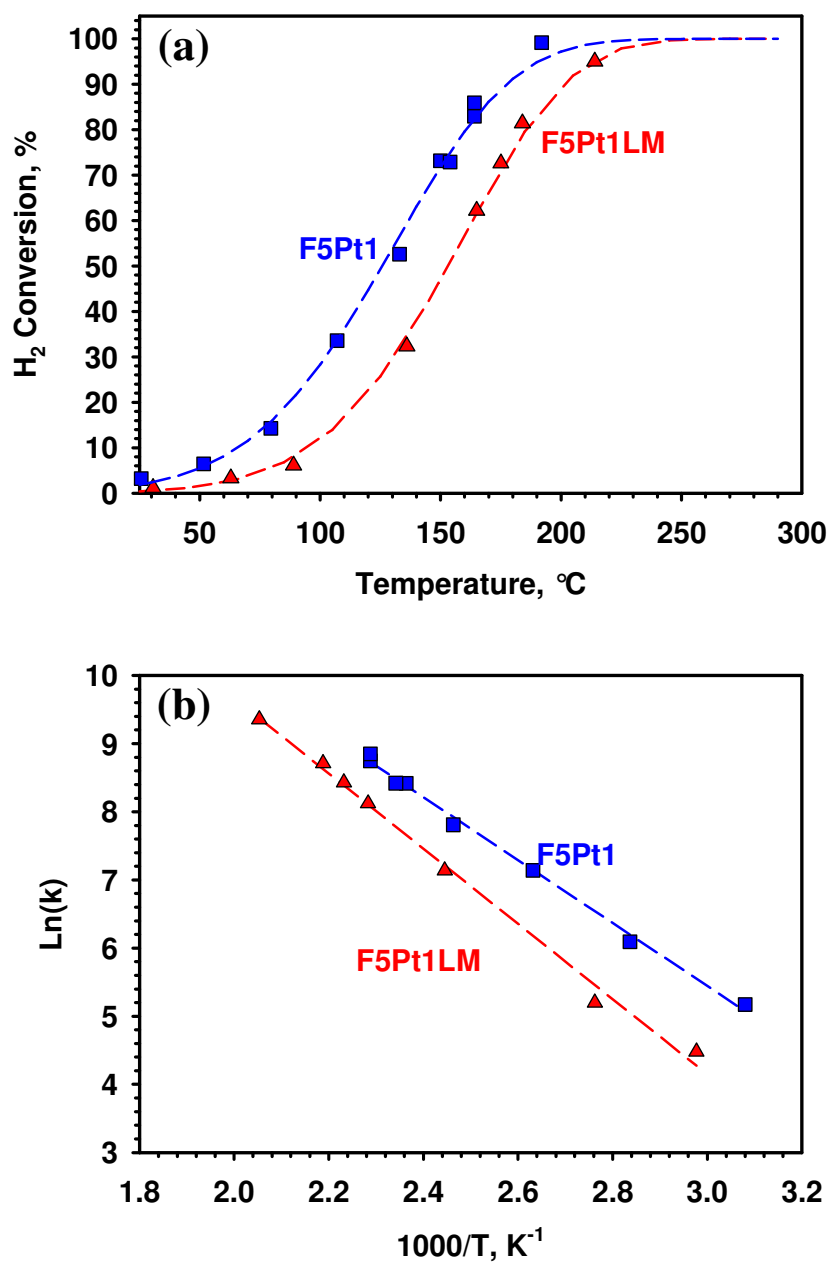 (a)
100
90
80
70
60
50
40
30
20
10
0
H₂ Conversion, %
F5Pt1LM
F5Pt1
50 100 150 200 250 300
Temperature, °C
(b)
10
9
8
7
6
5
4
3
Ln(k)
F5Pt1
F5Pt1LM
1.8 2.0 2.2 2.4 2.6 2.8 3.0 3.2
1000/T, K⁻¹